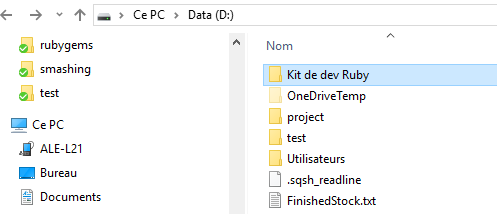 Ce PC > Data (D:)
rubygems
smashing
test
Ce PC
ALE-L21
Bureau
Documents
Nom
Kit de dev Ruby
OneDriveTemp
project
test
Utilisateurs
.sqsh_readline
FinishedStock.txt